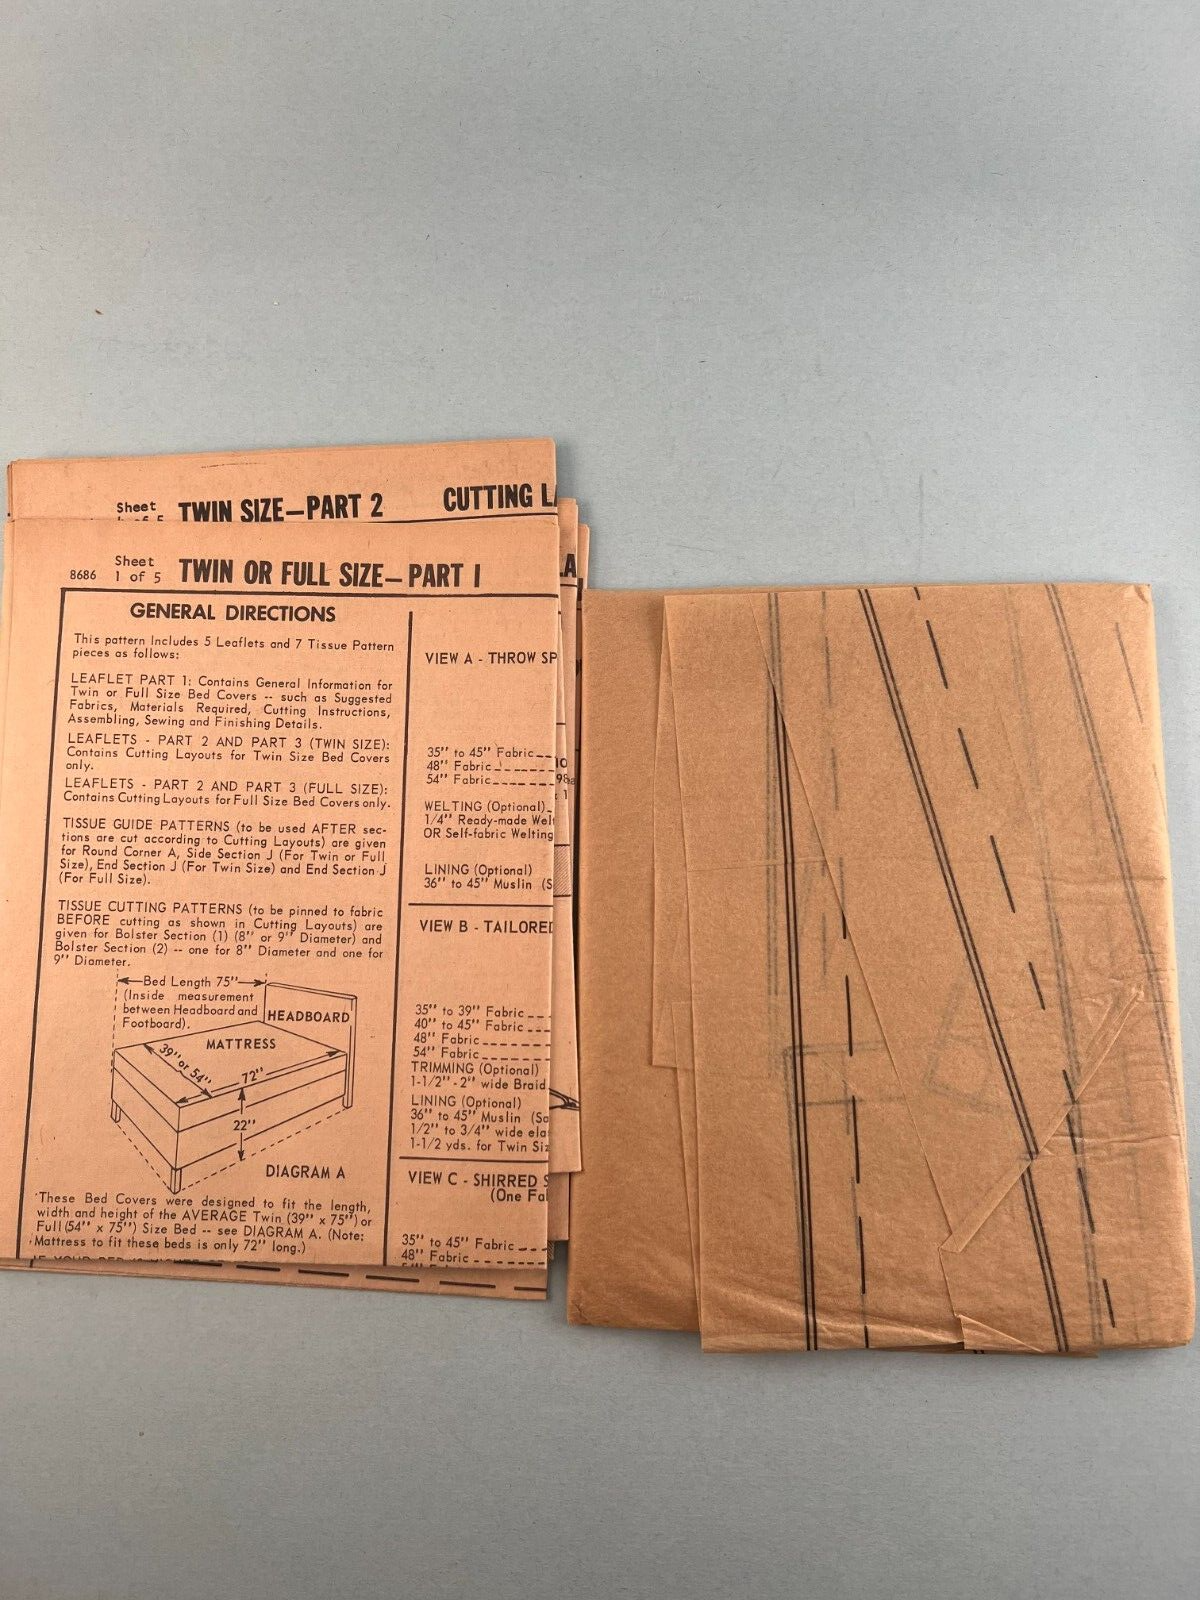 Sheet
TWIN SIZE—PART 2
CUTTING
8686
Sheet
1 of 5
TWIN OR FULL SIZE—PART I
GENERAL DIRECTIONS
This pattern Includes 5 Leaflets and 7 Tissue Pattern
pieces as follows:
LEAFLET PART 1: Contains General Information for
Twin or Full Size Bed Covers -- such as Suggested
Fabrics, Materials Required, Cutting Instructions,
Assembling, Sewing and Finishing Details.
LEAFLETS - PART 2 AND PART 3 (TWIN SIZE):
Contains Cutting Layouts for Twin Size Bed Covers
only.
LEAFLETS - PART 2 AND PART 3 (FULL SIZE):
Contains Cutting Layouts for Full Size Bed Covers only.
TISSUE GUIDE PATTERNS (to be used AFTER sec-
tions are cut according to Cutting Layouts) are given
for Round Corner A, Side Section J (For Twin or Full
Size), End Section J (For Twin Size) and End Section J
(For Full Size).
TISSUE CUTTING PATTERNS (to be pinned to fabric
BEFORE cutting as shown in Cutting Layouts) are
given for Bolster Section (1) (8" or 9" Diameter) and
Bolster Section (2) -- one for 8" Diameter and one for
9" Diameter.
Bed Length 75"
(Inside measurement
between Headboard and
Footboard).
HEADBOARD
MATTRESS
39" or 54"
72"
22"
DIAGRAM A
These Bed Covers were designed to fit the length,
width and height of the AVERAGE Twin (39" x 75") or
Full (54" x 75") Size Bed -- see DIAGRAM A. (Note:
Mattress to fit these beds is only 72" long.)
VIEW A - THROW SP
35" to 45" Fabric
48" Fabric
54" Fabric
WELTING (Optional)
1/4" Ready-made Welt
OR Self-fabric Welting
LINING (Optional)
36" to 45" Muslin (S
VIEW B - TAILORED
35" to 39" Fabric
40" to 45" Fabric
48" Fabric
54" Fabric
TRIMMING (Optional)
1-1/2" - 2" wide Braid
LINING (Optional)
36" to 45" Muslin (Sa
1/2" to 3/4" wide ela
1-1/2 yds. for Twin Siz
VIEW C - SHIRRED S
(One Fa
35" to 45" Fabric
48" Fabric